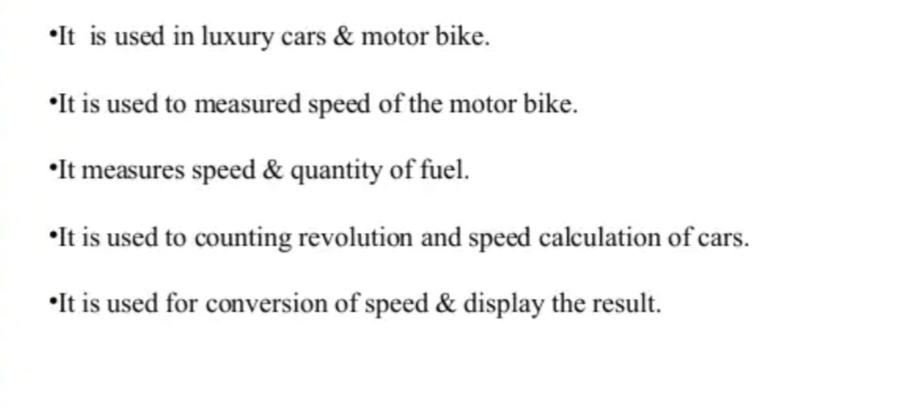 •It is used in luxury cars & motor bike.
•It is used to measured speed of the motor bike.
•It measures speed & quantity of fuel.
•It is used to counting revolution and speed calculation of cars.
•It is used for conversion of speed & display the result.